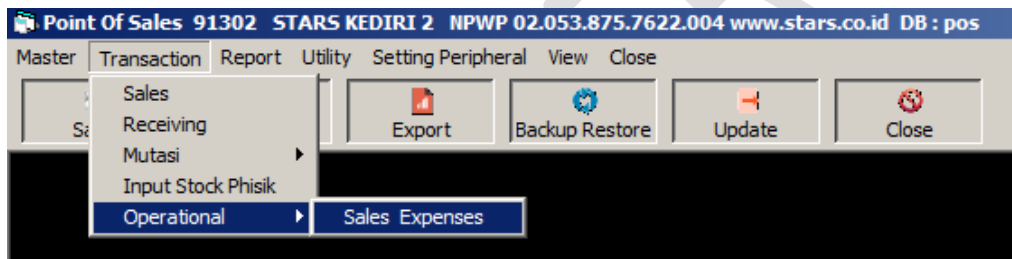 Point Of Sales 91302 STARS KEDIRI 2 NPWP 02.053.875.7622.004 www.stars.co.id DB : pos
Master Transaction Report Utility Setting Peripheral View Close
Export Backup Restore Update Close
Sales
Receiving
Mutasi
Input Stock Phisik
Operational Sales Expenses